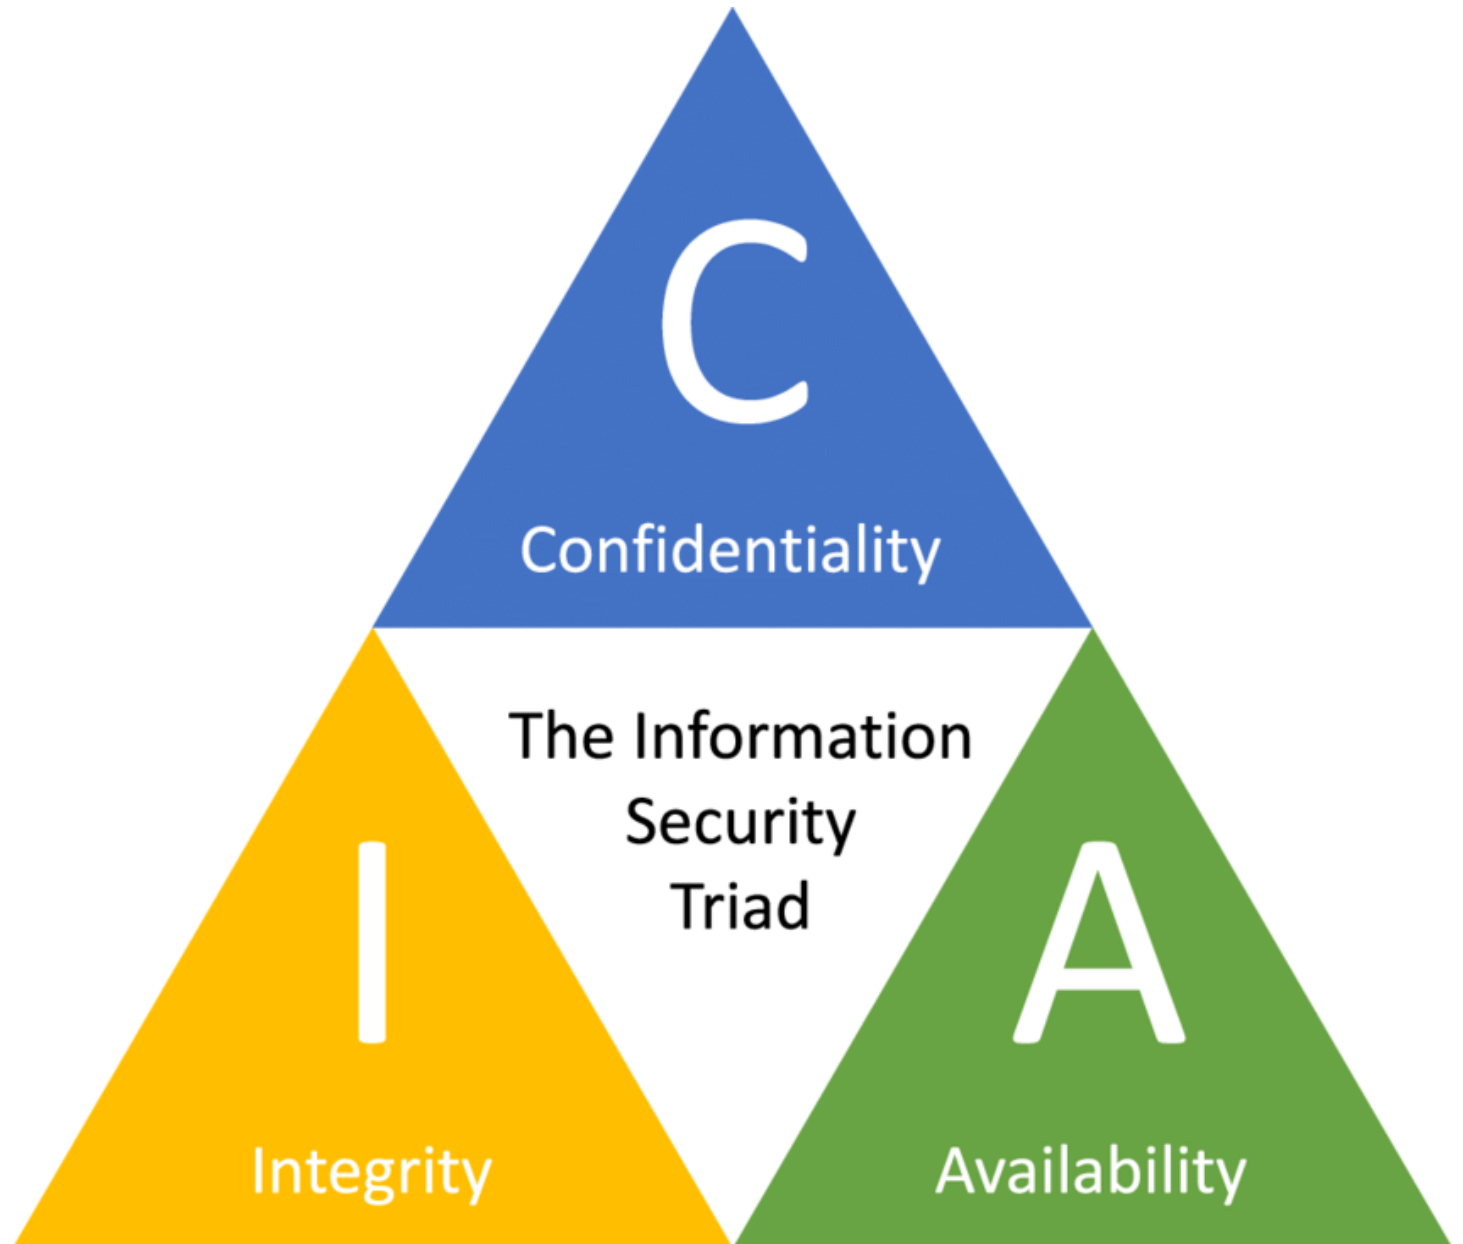 C
Confidentiality
The Information
Security
Triad
I
Integrity
A
Availability